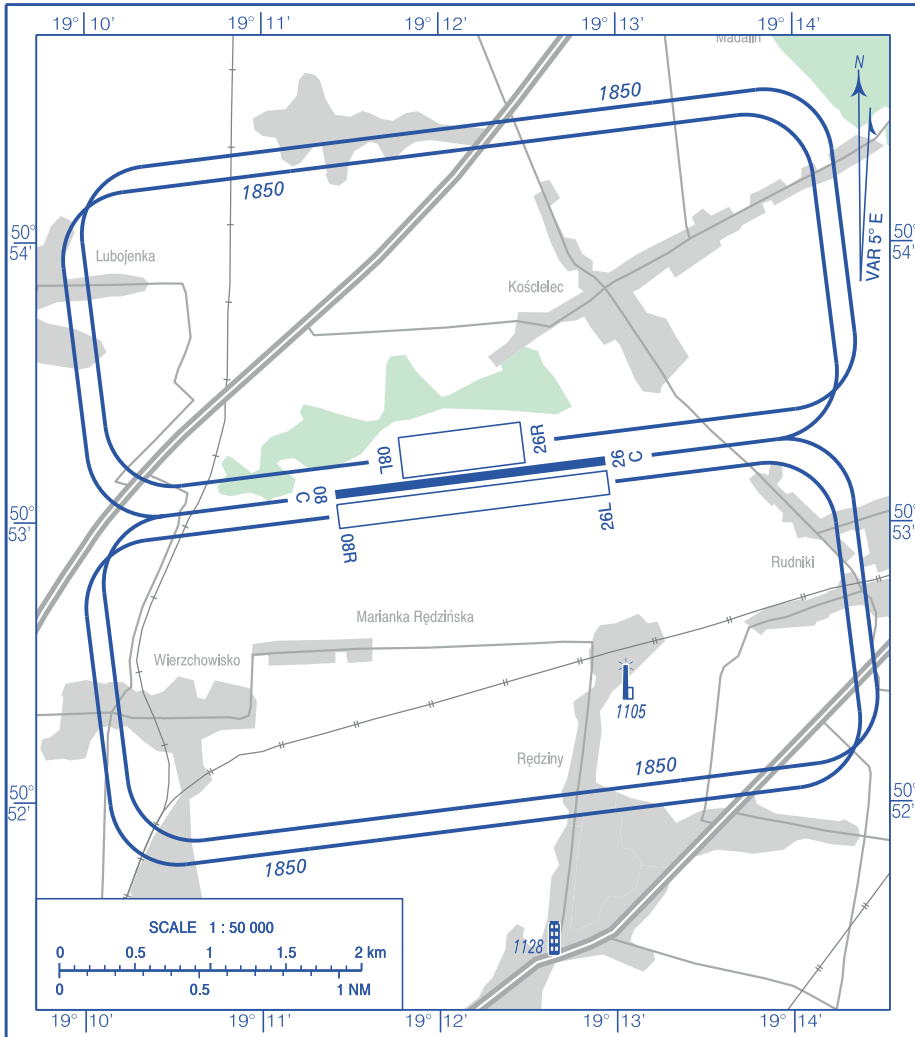 19° 10' 19° 11' 19° 12' 19° 13' 19° 14'
Mādalin
N
1850
1850
50°
54'
50°
54'
VAR 5° E
Lubojenka
Kościelec
08L
26R
08
C
26
C
08R
26L
50°
53'
50°
53'
Rudniki
Marianka Rędzińska
Wierzchowisko
1105
Rędziny
1850
50°
52'
50°
52'
1850
SCALE 1 : 50 000
0 0.5 1 1.5 2 km
0 0.5 1 NM
1128
19° 10' 19° 11' 19° 12' 19° 13' 19° 14'